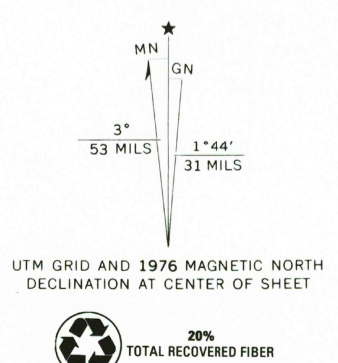 ★
MN
GN
3°
53 MILS
1°44′
31 MILS
UTM GRID AND 1976 MAGNETIC NORTH
DECLINATION AT CENTER OF SHEET
20%
TOTAL RECOVERED FIBER